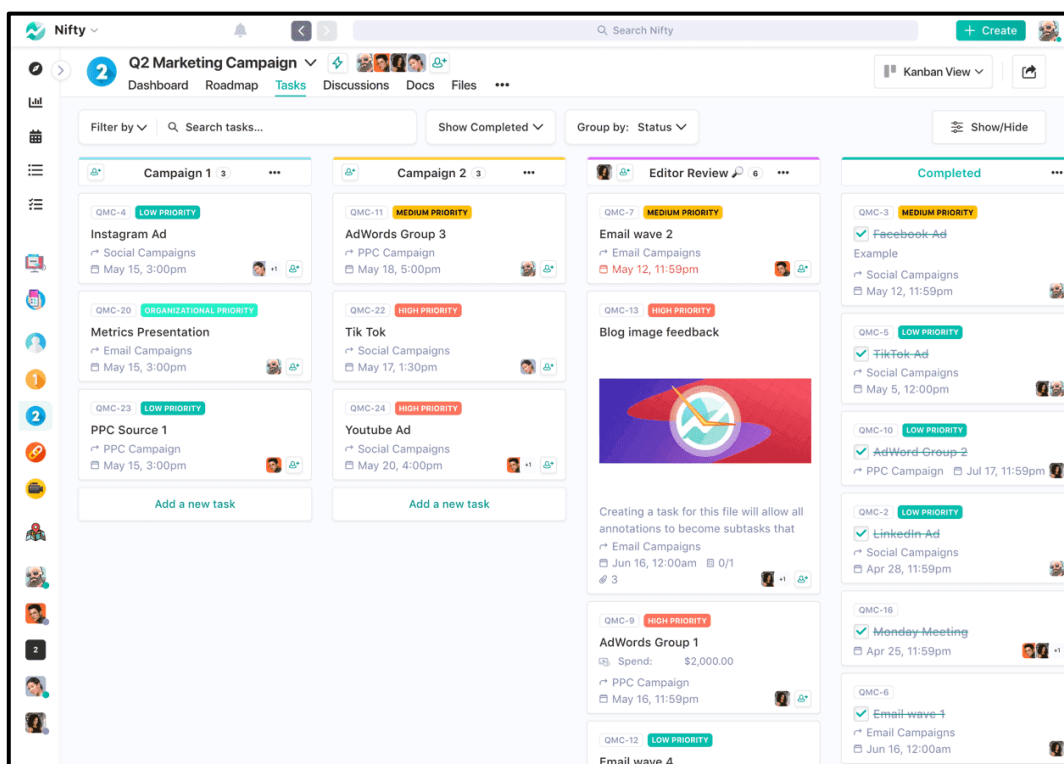 Nifty
Search Nifty
+ Create
2
Q2 Marketing Campaign
Dashboard Roadmap Tasks Discussions Docs Files •••
Kanban View
Filter by
Search tasks...
Show Completed
Group by: Status
Show/Hide
Campaign 1 3 •••
QMC-4 LOW PRIORITY
Instagram Ad
Social Campaigns
May 15, 3:00pm +1
QMC-20 ORGANIZATIONAL PRIORITY
Metrics Presentation
Email Campaigns
May 15, 3:00pm
QMC-23 LOW PRIORITY
PPC Source 1
PPC Campaign
May 15, 3:00pm
Add a new task
Campaign 2 3 •••
QMC-11 MEDIUM PRIORITY
AdWords Group 3
PPC Campaign
May 18, 5:00pm
QMC-22 HIGH PRIORITY
Tik Tok
Social Campaigns
May 17, 1:30pm
QMC-24 HIGH PRIORITY
Youtube Ad
Social Campaigns
May 20, 4:00pm +1
Add a new task
Editor Review 🔎 6 •••
QMC-7 MEDIUM PRIORITY
Email wave 2
Email Campaigns
May 12, 11:59pm
QMC-13 HIGH PRIORITY
Blog image feedback
Creating a task for this file will allow all
annotations to become subtasks that
Email Campaigns
Jun 16, 12:00am 0/1
3 +1
QMC-9 HIGH PRIORITY
AdWords Group 1
Spend: $2,000.00
PPC Campaign
May 16, 11:59pm
QMC-12 LOW PRIORITY
Email wave 4
Completed •••
QMC-3 MEDIUM PRIORITY
Facebook Ad
Example
Social Campaigns
May 12, 11:59pm
QMC-5 LOW PRIORITY
TikTok Ad
Social Campaigns
May 5, 12:00pm
QMC-10 LOW PRIORITY
AdWord Group 2
PPC Campaign Jul 17, 11:59pm
QMC-2 LOW PRIORITY
LinkedIn Ad
Social Campaigns
Apr 28, 11:59pm
QMC-16
Monday Meeting
Apr 25, 11:59pm +1
QMC-6
Email wave 1
Email Campaigns
Jun 16, 12:00am
1
2
2